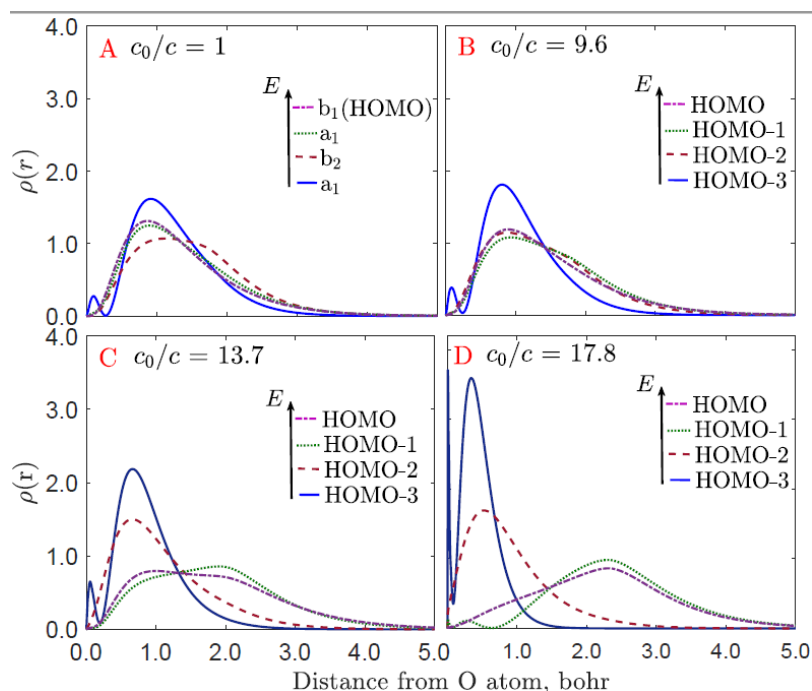 A c₀/c = 1
E
b₁(HOMO)
a₁
b₂
a₁
4.0
3.0
2.0
1.0
0.0
ρ(r)
B c₀/c = 9.6
E
HOMO
HOMO-1
HOMO-2
HOMO-3
C c₀/c = 13.7
E
HOMO
HOMO-1
HOMO-2
HOMO-3
4.0
3.0
2.0
1.0
0.0
ρ(r)
0.0 1.0 2.0 3.0 4.0 5.0
D c₀/c = 17.8
E
HOMO
HOMO-1
HOMO-2
HOMO-3
1.0 2.0 3.0 4.0 5.0
Distance from O atom, bohr